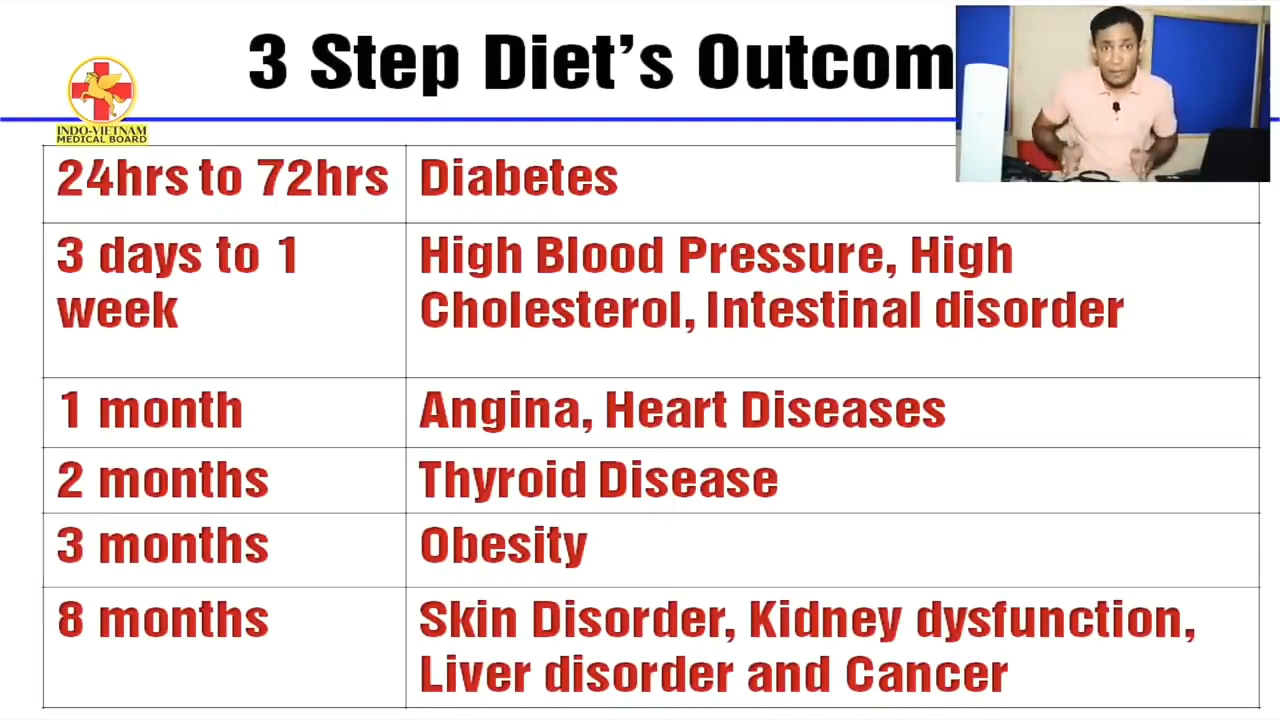 3 Step Diet's Outcom
INDO-VIETNAM
MEDICAL BOARD
24hrs to 72hrs
Diabetes
3 days to 1
week
High Blood Pressure, High
Cholesterol, Intestinal disorder
1 month
Angina, Heart Diseases
2 months
Thyroid Disease
3 months
Obesity
8 months
Skin Disorder, Kidney dysfunction,
Liver disorder and Cancer